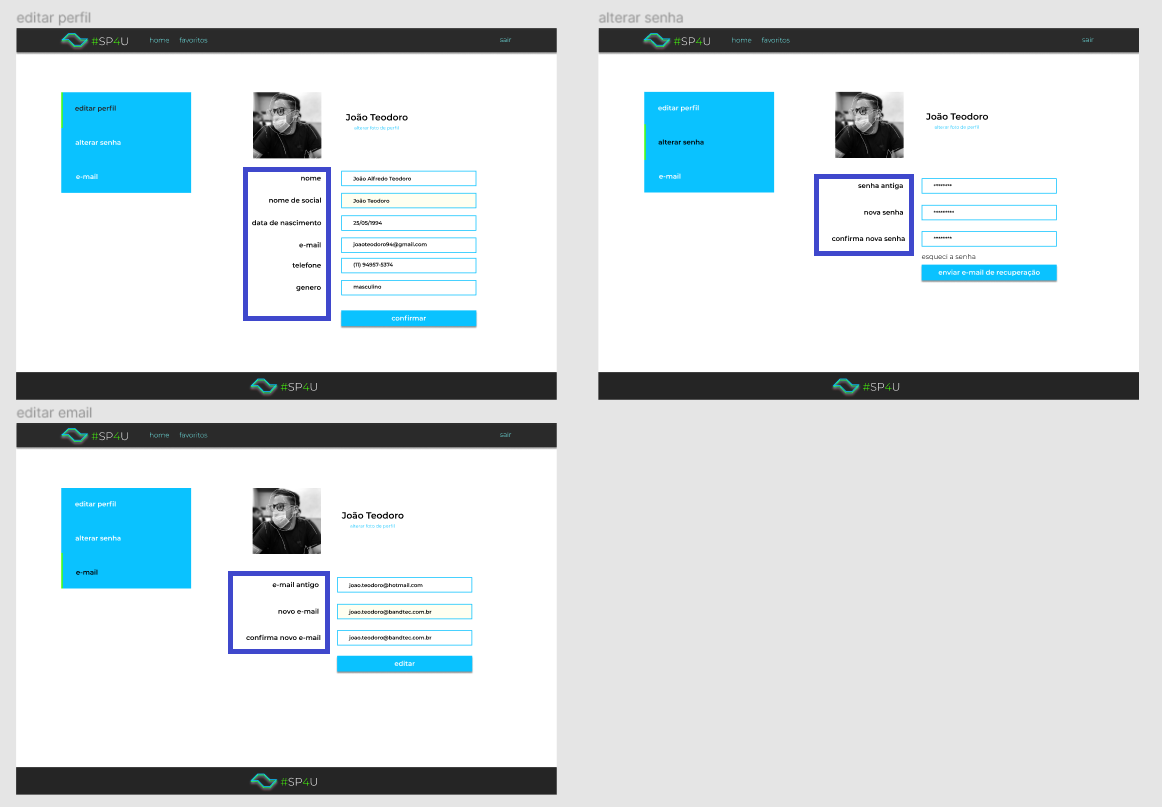 editar perfil
#SP4U home favoritos sair
editar perfil
alterar senha
e-mail
João Teodoro
alterar foto de perfil
nome João Alfredo Teodoro
nome de social João Teodoro
data de nascimento 25/05/1994
e-mail joaoteodoro94@gmail.com
telefone (11) 94957-5374
genero masculino
confirmar
#SP4U
alterar senha
#SP4U home favoritos sair
editar perfil
alterar senha
e-mail
João Teodoro
alterar foto de perfil
senha antiga ********
nova senha *********
confirma nova senha ********
esqueci a senha
enviar e-mail de recuperação
#SP4U
editar email
#SP4U home favoritos sair
editar perfil
alterar senha
e-mail
João Teodoro
alterar foto de perfil
e-mail antigo joao.teodoro@hotmail.com
novo e-mail joao.teodoro@bandtec.com.br
confirma novo e-mail joao.teodoro@bandtec.com.br
editar
#SP4U